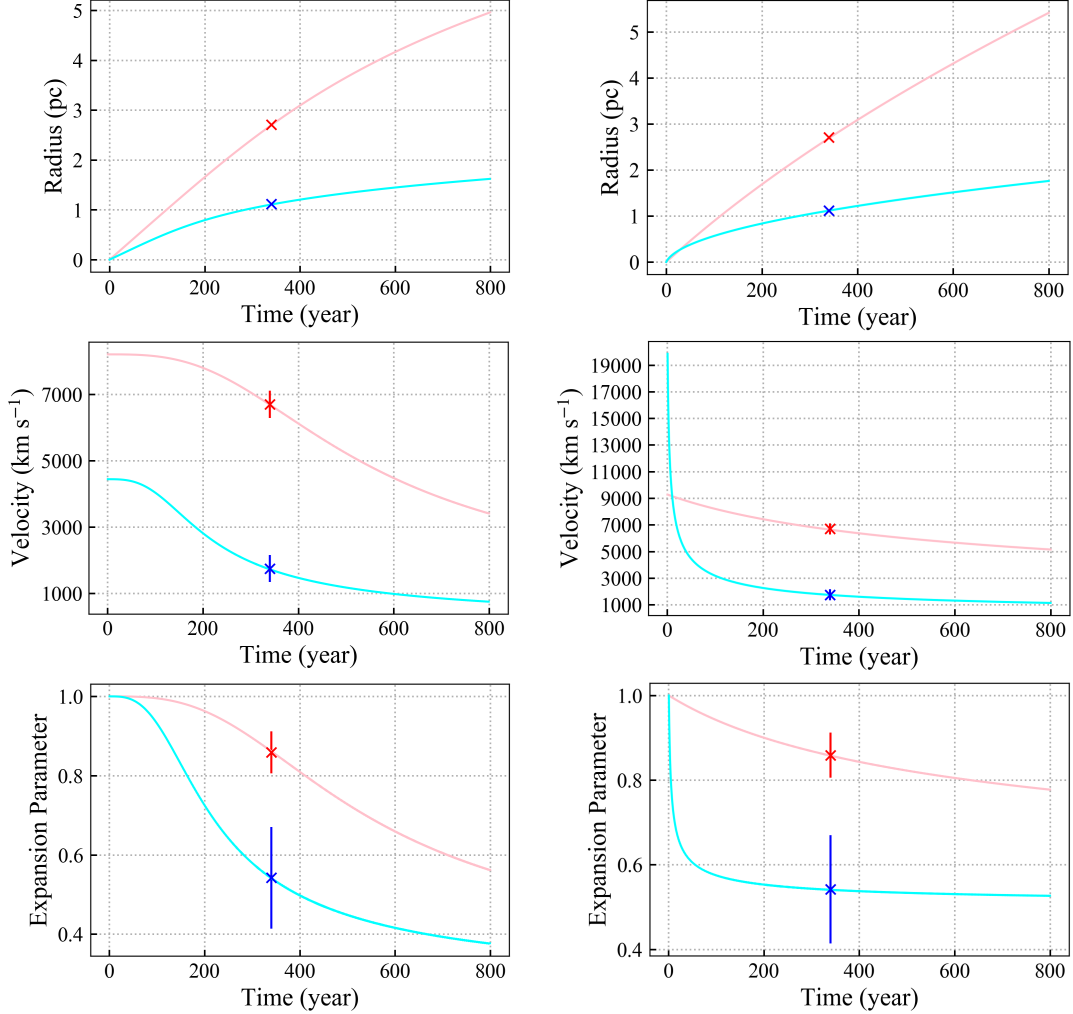 5
4
3
2
1
0
Radius (pc)
0 200 400 600 800
Time (year)
5
4
3
2
1
0
Radius (pc)
0 200 400 600 800
Time (year)
7000
5000
3000
1000
Velocity (km s⁻¹)
0 200 400 600 800
Time (year)
19000
17000
15000
13000
11000
9000
7000
5000
3000
1000
Velocity (km s⁻¹)
0 200 400 600 800
Time (year)
1.0
0.8
0.6
0.4
Expansion Parameter
0 200 400 600 800
Time (year)
1.0
0.8
0.6
0.4
Expansion Parameter
0 200 400 600 800
Time (year)